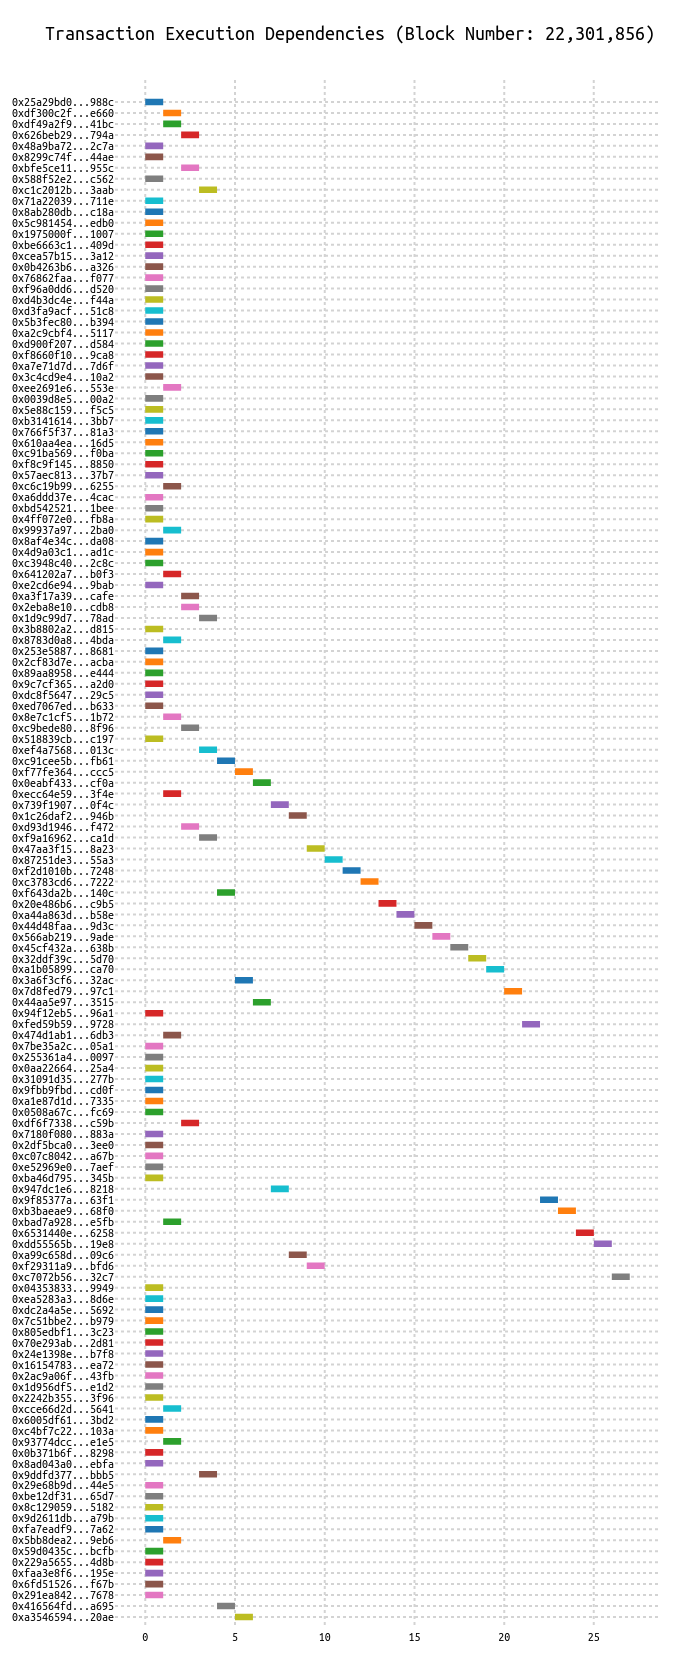 Transaction Execution Dependencies (Block Number: 22,301,856)
0x25a29bd0...988c
0xdf300c2f...e660
0xdf49a2f9...41bc
0x626beb29...794a
0x48a9ba72...2c7a
0x8299c74f...44ae
0xbfe5ce11...955c
0x588f52e2...c562
0xc1c2012b...3aab
0x71a22039...711e
0x8ab280db...c18a
0x5c981454...edb0
0x1975000f...1007
0xbe6663c1...409d
0xcea57b15...3a12
0x0b4263b6...a326
0x76862faa...f077
0xf96a0dd6...d520
0xd4b3dc4e...f44a
0xd3fa9acf...51c8
0x5b3fec80...b394
0xa2c9cbf4...5117
0xd900f207...d584
0xf8660f10...9ca8
0xa7e71d7d...7d6f
0x3c4cd9e4...10a2
0xee2691e6...553e
0x0039d8e5...00a2
0x5e88c159...f5c5
0xb3141614...3bb7
0x766f5f37...81a3
0x610aa4ea...16d5
0xc91ba569...f0ba
0xf8c9f145...8850
0x57aec813...37b7
0xc6c19b99...6255
0xa6ddd37e...4cac
0xbd542521...1bee
0x4ff072e0...fb8a
0x99937a97...2ba0
0x8af4e34c...da08
0x4d9a03c1...ad1c
0xc3948c40...2c8c
0x641202a7...b0f3
0xe2cd6e94...9bab
0xa3f17a39...cafe
0x2eba8e10...cdb8
0x1d9c99d7...78ad
0x3b8802a2...d815
0x8783d0a8...4bda
0x253e5887...8681
0x2cf83d7e...acba
0x89aa8958...e444
0x9c7cf365...a2d0
0xdc8f5647...29c5
0xed7067ed...b633
0x8e7c1cf5...1b72
0xc9bede80...8f96
0x518839cb...c197
0xef4a7568...013c
0xc91cee5b...fb61
0xf77fe364...ccc5
0x0eabf433...cf0a
0xecc64e59...3f4e
0x739f1907...0f4c
0x1c26daf2...946b
0xd93d1946...f472
0xf9a16962...ca1d
0x47aa3f15...8a23
0x87251de3...55a3
0xf2d1010b...7248
0xc3783cd6...7222
0xf643da2b...140c
0x20e486b6...c9b5
0xa44a863d...b58e
0x44d48faa...9d3c
0x566ab219...9ade
0x45cf432a...638b
0x32ddf39c...5d70
0xa1b05899...ca70
0x3a6f3cf6...32ac
0x7d8fed79...97c1
0x44aa5e97...3515
0x94f12eb5...96a1
0xfed59b59...9728
0x474d1ab1...6db3
0x7be35a2c...05a1
0x255361a4...0097
0x0aa22664...25a4
0x31091d35...277b
0x9fbb9fbd...cd0f
0xa1e87d1d...7335
0x0508a67c...fc69
0xdf6f7338...c59b
0x7180f080...883a
0x2df5bca0...3ee0
0xc07c8042...a67b
0xe52969e0...7aef
0xba46d795...345b
0x947dc1e6...8218
0x9f85377a...63f1
0xb3baeae9...68f0
0xbad7a928...e5fb
0x6531440e...6258
0xdd55565b...19e8
0xa99c658d...09c6
0xf29311a9...bfd6
0xc7072b56...32c7
0x04353833...9949
0xea5283a3...8d6e
0xdc2a4a5e...5692
0x7c51bbe2...b979
0x805edbf1...3c23
0x70e293ab...2d81
0x24e1398e...b7f8
0x16154783...ea72
0x2ac9a06f...43fb
0x1d956df5...e1d2
0x2242b355...3f96
0xcce66d2d...5641
0x6005df61...3bd2
0xc4bf7c22...103a
0x93774dcc...e1e5
0x0b371b6f...8298
0x8ad043a0...ebfa
0x9ddfd377...bbb5
0x29e68b9d...44e5
0xbe12df31...65d7
0x8c129059...5182
0x9d2611db...a79b
0xfa7eadf9...7a62
0x5bb8dea2...9eb6
0x59d0435c...bcfb
0x229a5655...4d8b
0xfaa3e8f6...195e
0x6fd51526...f67b
0x291ea842...7678
0x416564fd...a695
0xa3546594...20ae
0 5 10 15 20 25